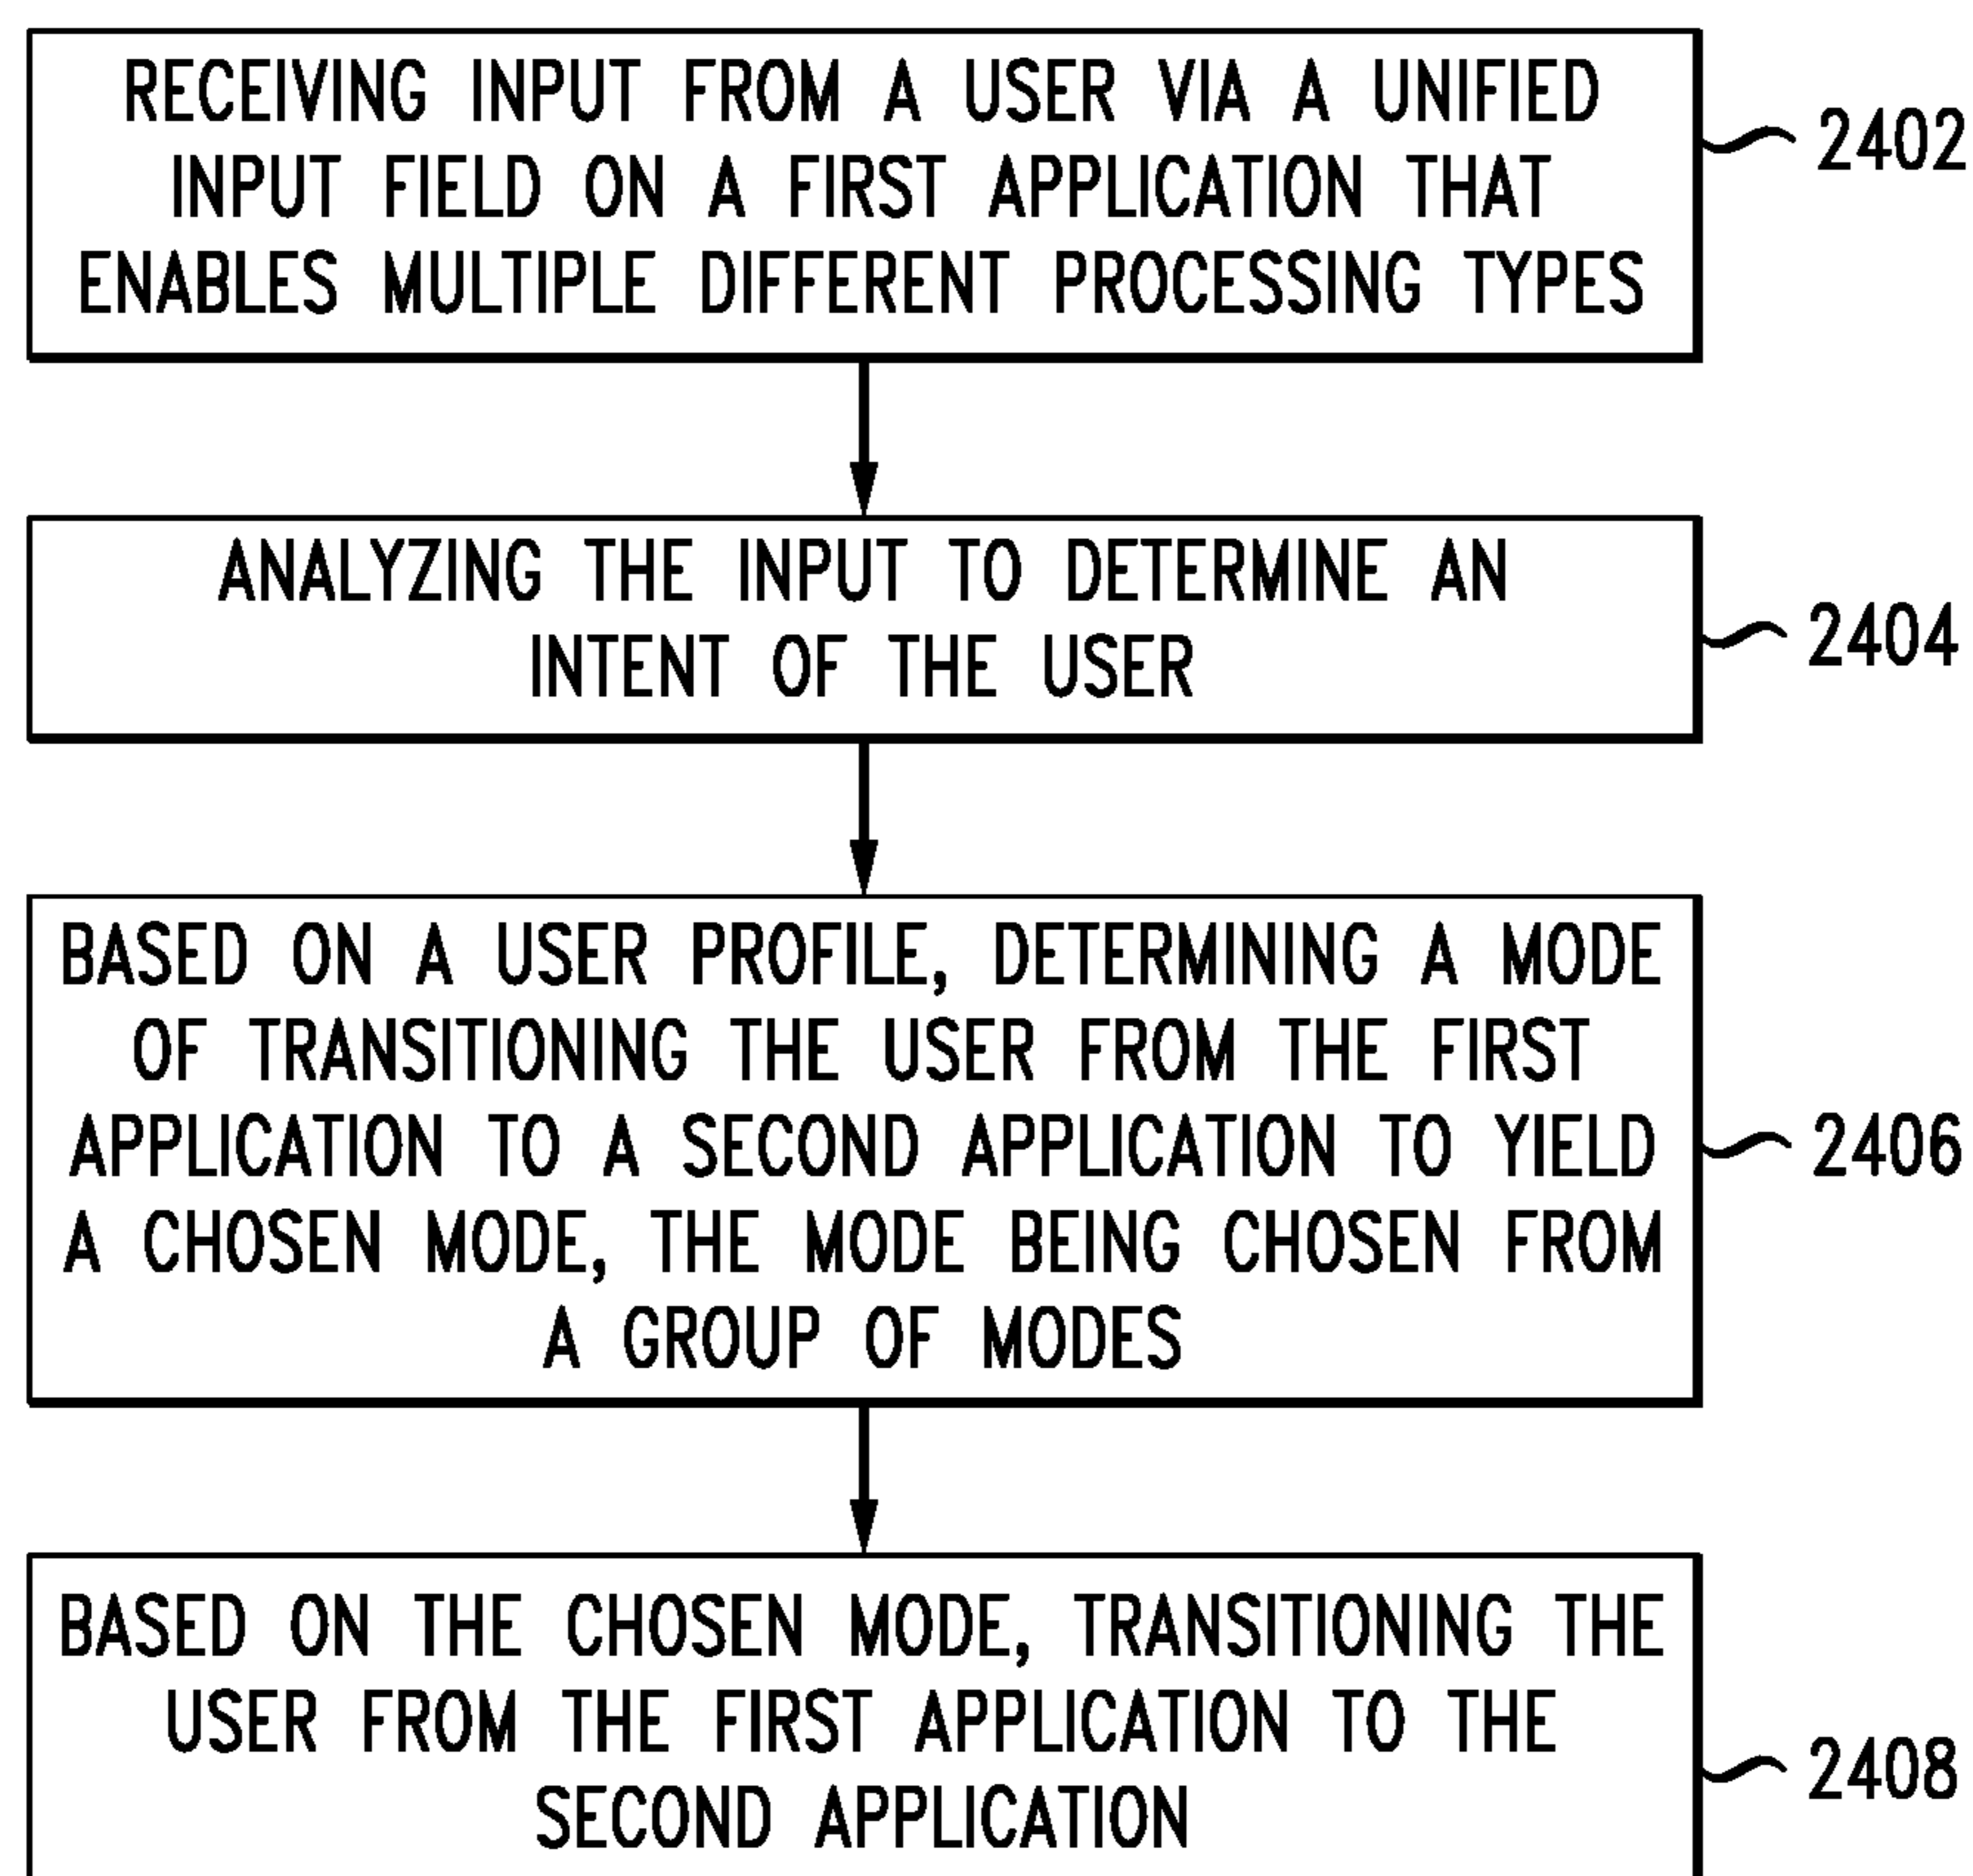 RECEIVING INPUT FROM A USER VIA A UNIFIED
INPUT FIELD ON A FIRST APPLICATION THAT
ENABLES MULTIPLE DIFFERENT PROCESSING TYPES
2402
ANALYZING THE INPUT TO DETERMINE AN
INTENT OF THE USER
2404
BASED ON A USER PROFILE, DETERMINING A MODE
OF TRANSITIONING THE USER FROM THE FIRST
APPLICATION TO A SECOND APPLICATION TO YIELD
A CHOSEN MODE, THE MODE BEING CHOSEN FROM
A GROUP OF MODES
2406
BASED ON THE CHOSEN MODE, TRANSITIONING THE
USER FROM THE FIRST APPLICATION TO THE
SECOND APPLICATION
2408